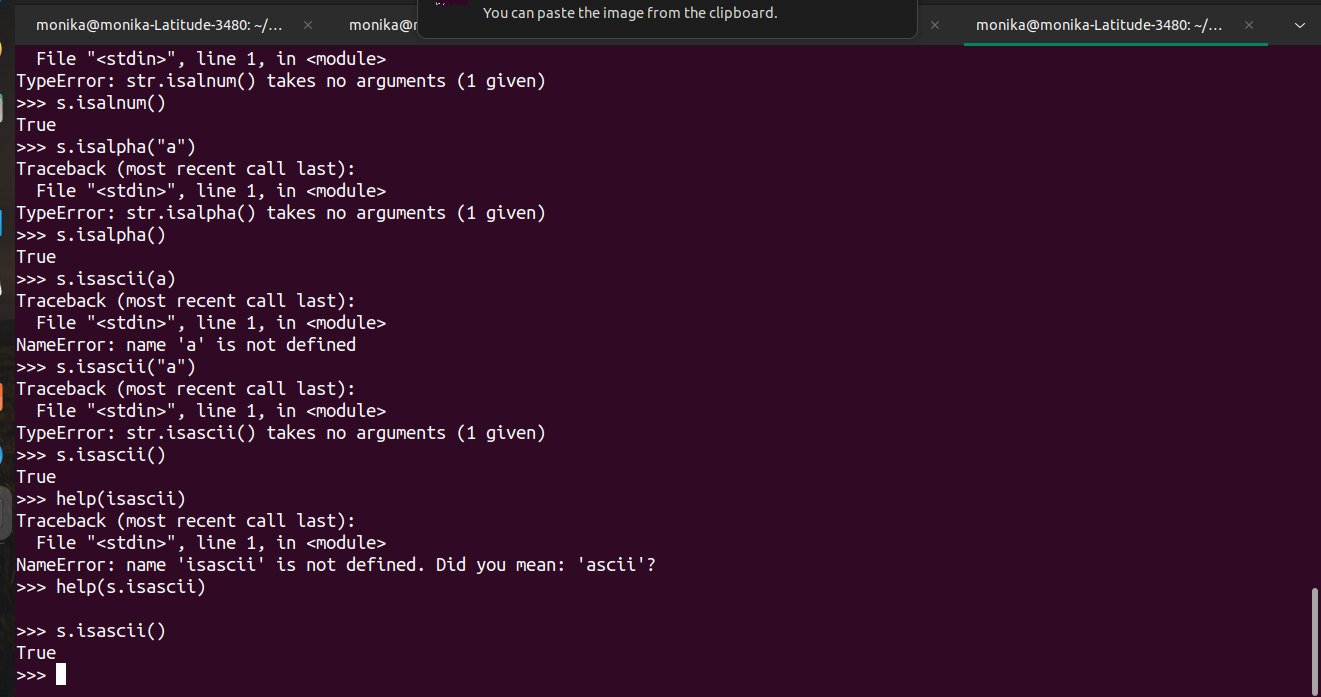 You can paste the image from the clipboard.
monika@monika-Latitude-3480: ~/...
monika@m
monika@monika-Latitude-3480: ~/...
  File "<stdin>", line 1, in <module>
TypeError: str.isalnum() takes no arguments (1 given)
>>> s.isalnum()
True
>>> s.isalpha("a")
Traceback (most recent call last):
  File "<stdin>", line 1, in <module>
TypeError: str.isalpha() takes no arguments (1 given)
>>> s.isalpha()
True
>>> s.isascii(a)
Traceback (most recent call last):
  File "<stdin>", line 1, in <module>
NameError: name 'a' is not defined
>>> s.isascii("a")
Traceback (most recent call last):
  File "<stdin>", line 1, in <module>
TypeError: str.isascii() takes no arguments (1 given)
>>> s.isascii()
True
>>> help(isascii)
Traceback (most recent call last):
  File "<stdin>", line 1, in <module>
NameError: name 'isascii' is not defined. Did you mean: 'ascii'?
>>> help(s.isascii)

>>> s.isascii()
True
>>>